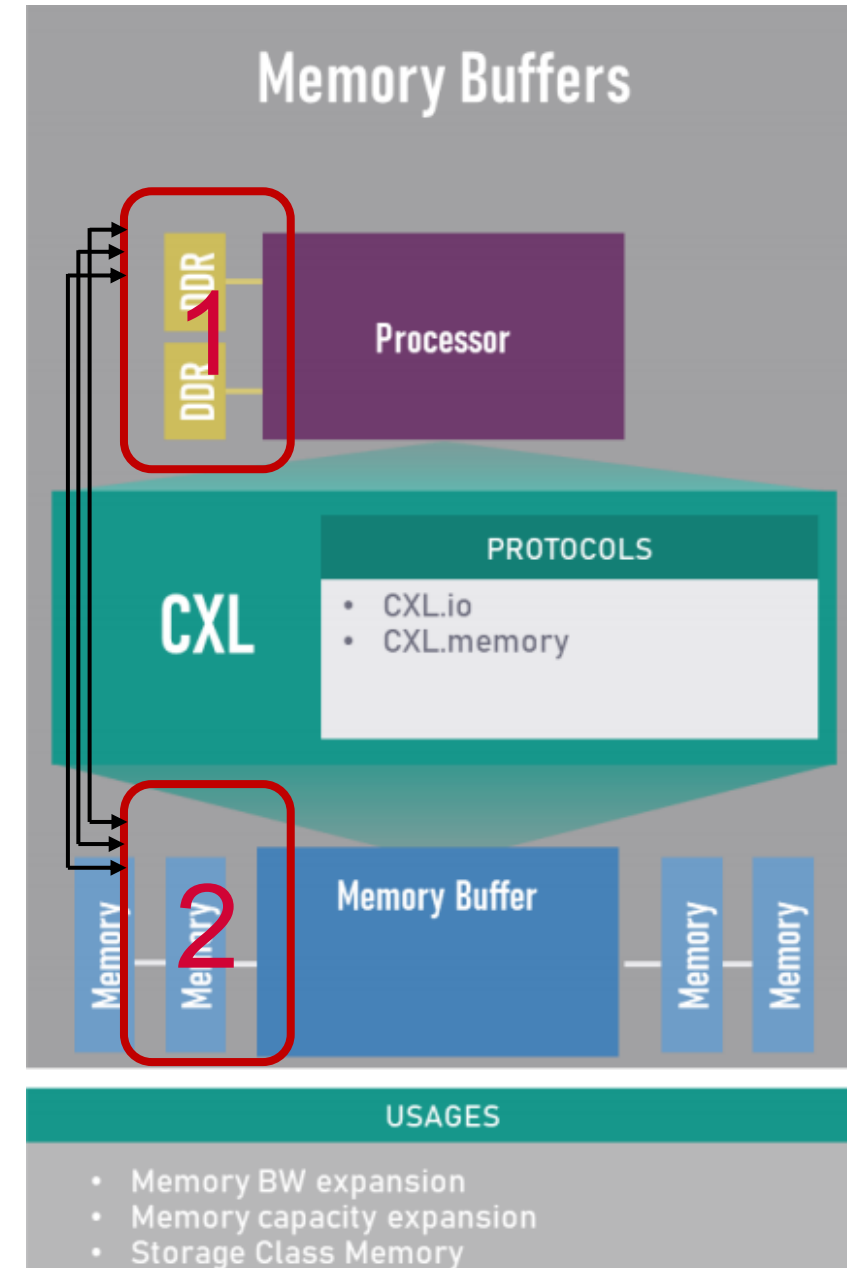 Memory Buffers
DDR
1
DDR
Processor
CXL
PROTOCOLS
• CXL.io
• CXL.memory
Memory
Memory
2
Memory Buffer
Memory
Memory
USAGES
• Memory BW expansion
• Memory capacity expansion
• Storage Class Memory